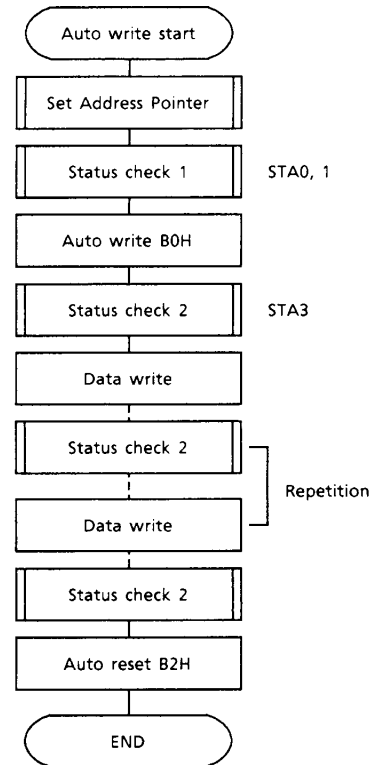 Auto write start
Set Address Pointer
Status check 1 STA0, 1
Auto write B0H
Status check 2 STA3
Data write
Status check 2
Repetition
Data write
Status check 2
Auto reset B2H
END